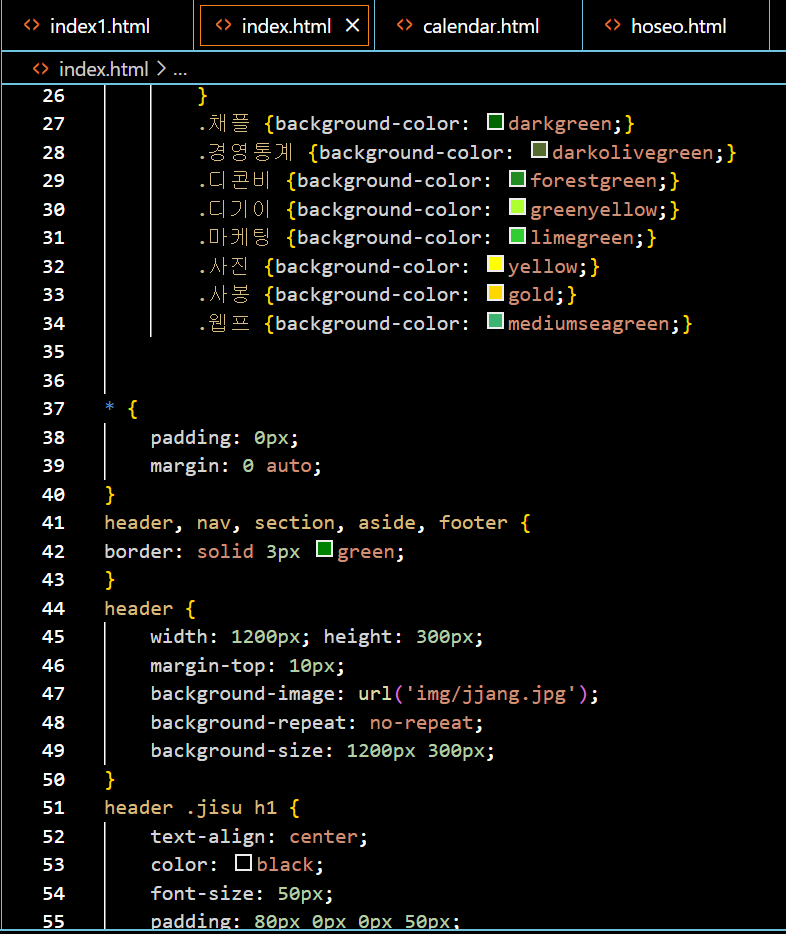 index1.html index.html calendar.html hoseo.html
index.html > ...
26 }
27 .채플 {background-color: darkgreen;}
28 .경영통계 {background-color: darkolivegreen;}
29 .디콘비 {background-color: forestgreen;}
30 .디기이 {background-color: greenyellow;}
31 .마케팅 {background-color: limegreen;}
32 .사진 {background-color: yellow;}
33 .사봉 {background-color: gold;}
34 .웹프 {background-color: mediumseagreen;}
35
36
37 * {
38 padding: 0px;
39 margin: 0 auto;
40 }
41 header, nav, section, aside, footer {
42 border: solid 3px green;
43 }
44 header {
45 width: 1200px; height: 300px;
46 margin-top: 10px;
47 background-image: url('img/jjang.jpg');
48 background-repeat: no-repeat;
49 background-size: 1200px 300px;
50 }
51 header .jisu h1 {
52 text-align: center;
53 color: black;
54 font-size: 50px;
55 padding: 80px 0px 0px 50px;